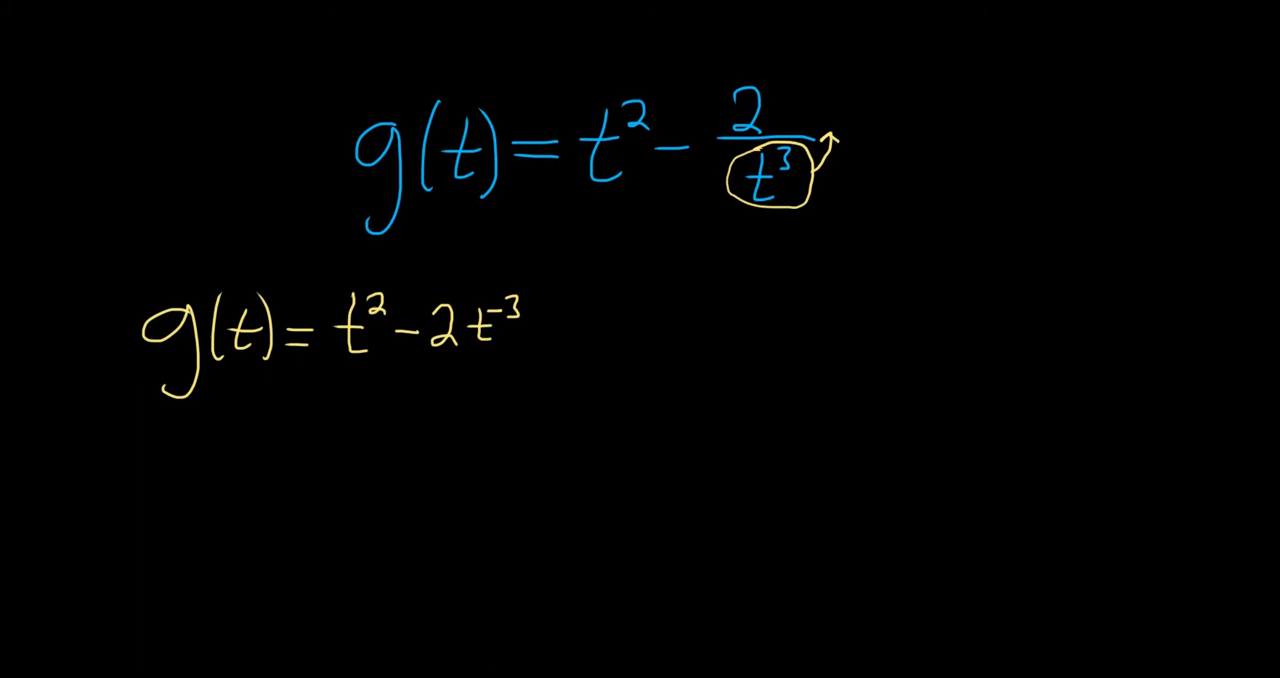 g(t) = t² - 2/t³
g(t) = t² - 2t⁻³